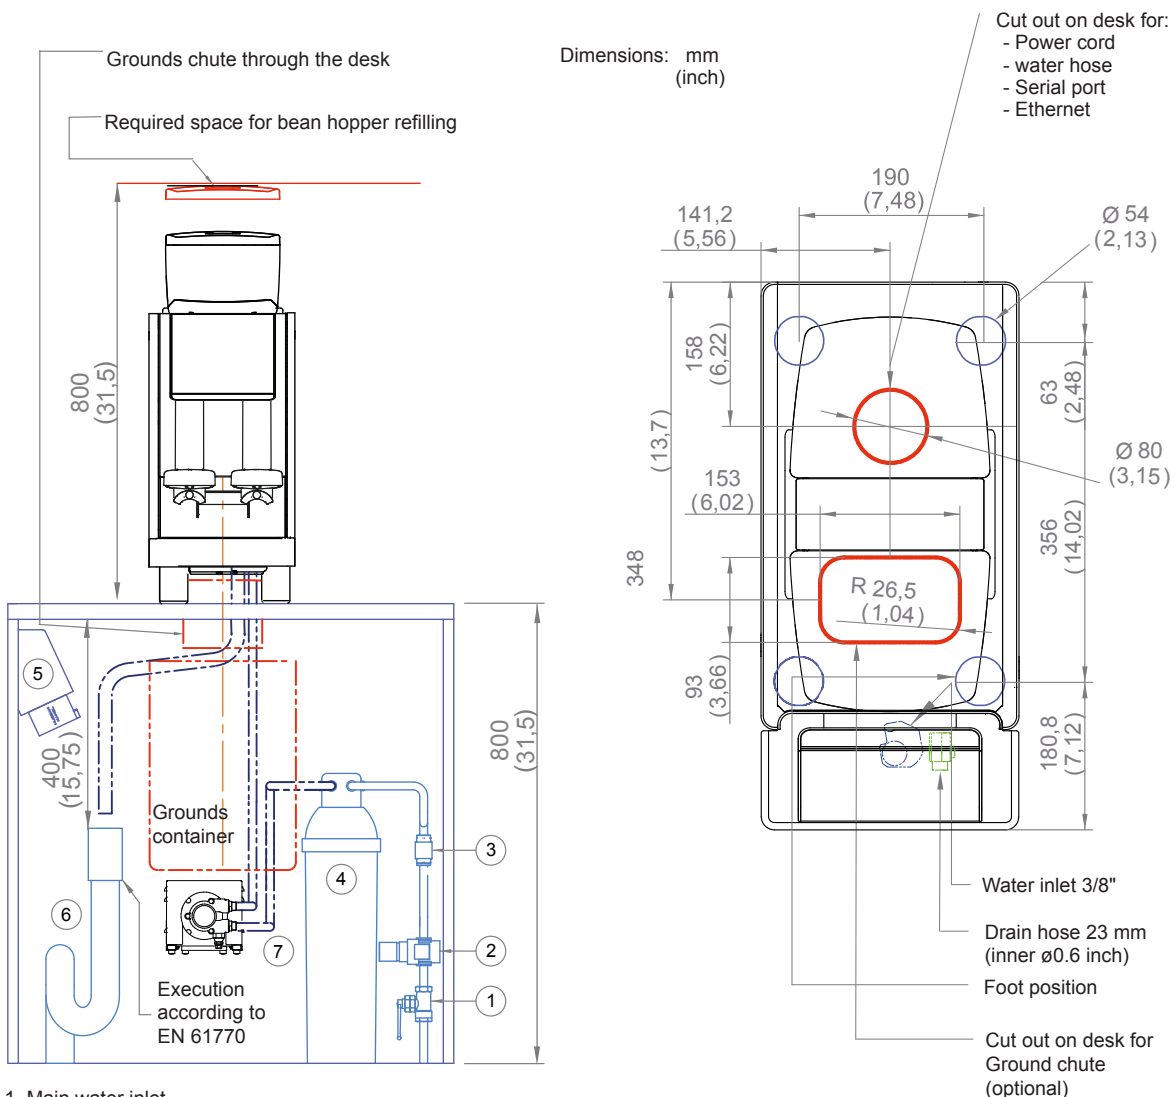 Grounds chute through the desk
Required space for bean hopper refilling
Dimensions: mm
(inch)
Cut out on desk for:
- Power cord
- water hose
- Serial port
- Ethernet
190
(7,48)
141,2
(5,56)
Ø 54
(2,13)
800
(31,5)
158
(6,22)
63
(2,48)
(13,7)
348
153
(6,02)
Ø 80
(3,15)
356
(14,02)
R 26,5
(1,04)
93
(3,66)
180,8
(7,12)
5
400
(15,75)
800
(31,5)
Grounds
container
3
4
6
7
2
1
Execution
according to
EN 61770
Water inlet 3/8"
Drain hose 23 mm
(inner ø0.6 inch)
Foot position
Cut out on desk for
Ground chute
(optional)
1 Main water inlet